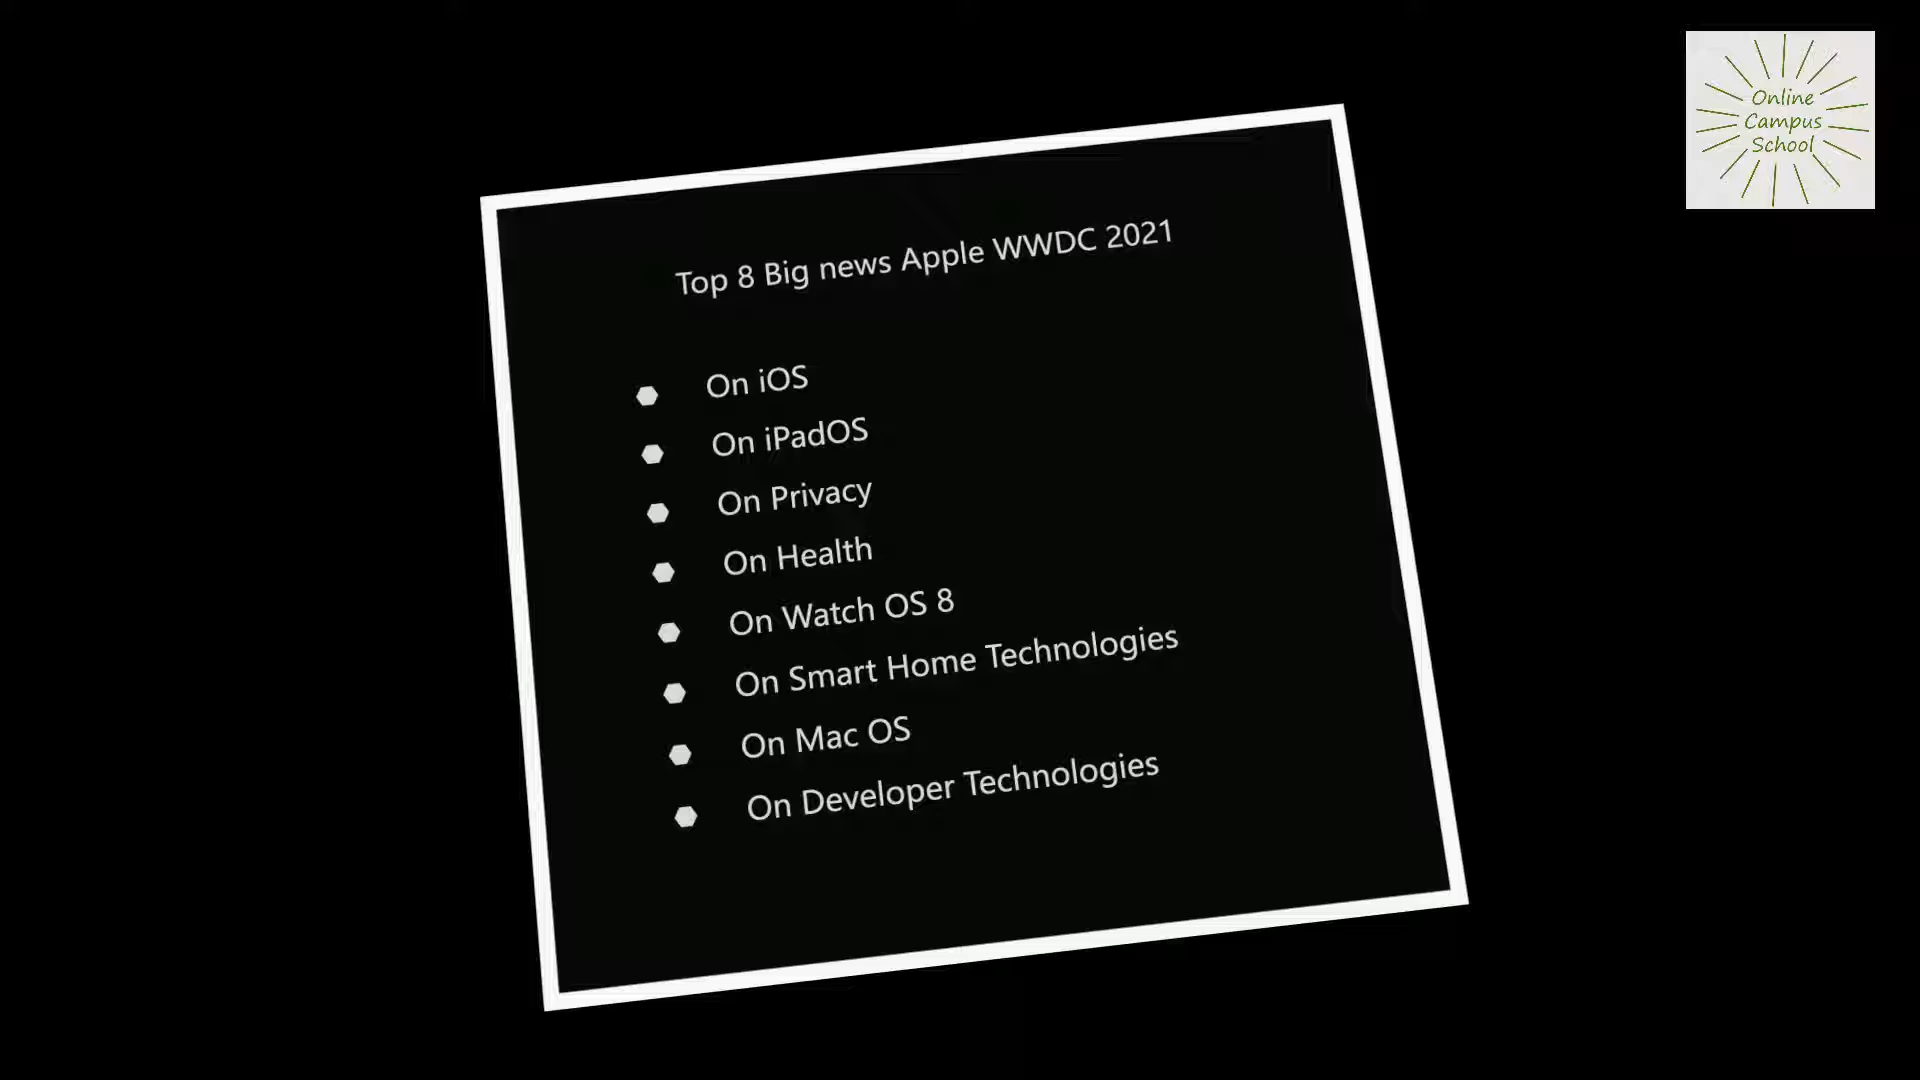 Online
Campus
School
Top 8 Big news Apple WWDC 2021
On iOS
On iPadOS
On Privacy
On Health
On Watch OS 8
On Smart Home Technologies
On Mac OS
On Developer Technologies